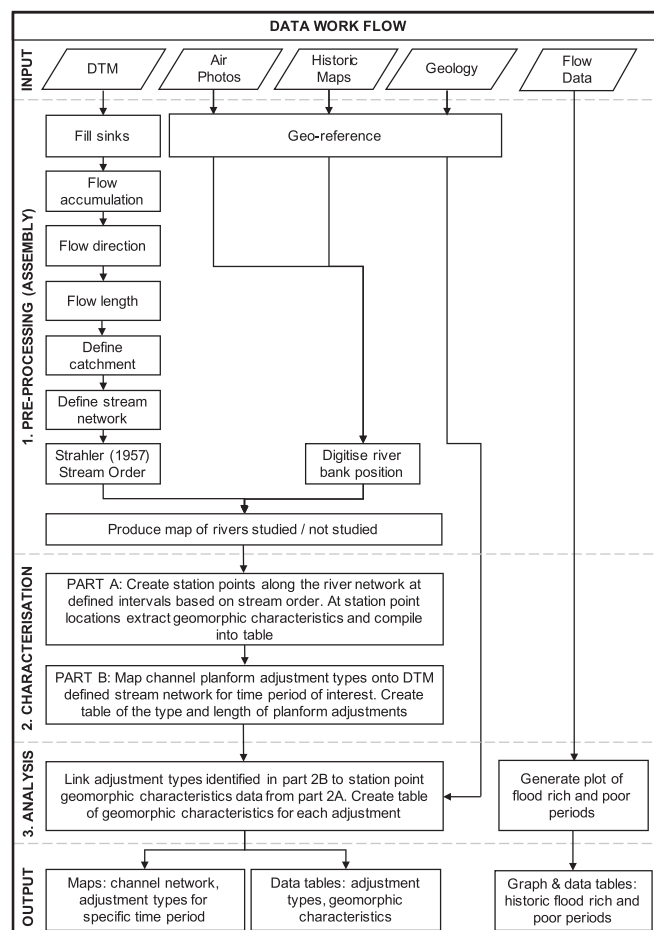 DATA WORK FLOW
INPUT
DTM
Air
Photos
Historic
Maps
Geology
Flow
Data
1. PRE-PROCESSING (ASSEMBLY)
Fill sinks
Geo-reference
Flow
accumulation
Flow direction
Flow length
Define
catchment
Define stream
network
Strahler (1957)
Stream Order
Digitise river
bank position
Produce map of rivers studied / not studied
2. CHARACTERISATION
PART A: Create station points along the river network at
defined intervals based on stream order. At station point
locations extract geomorphic characteristics and compile
into table
PART B: Map channel planform adjustment types onto DTM
defined stream network for time period of interest. Create
table of the type and length of planform adjustments
3. ANALYSIS
Link adjustment types identified in part 2B to station point
geomorphic characteristics data from part 2A. Create table
of geomorphic characteristics for each adjustment
Generate plot of
flood rich and poor
periods
OUTPUT
Maps: channel network,
adjustment types for
specific time period
Data tables: adjustment
types, geomorphic
characteristics
Graph & data tables:
historic flood rich and
poor periods